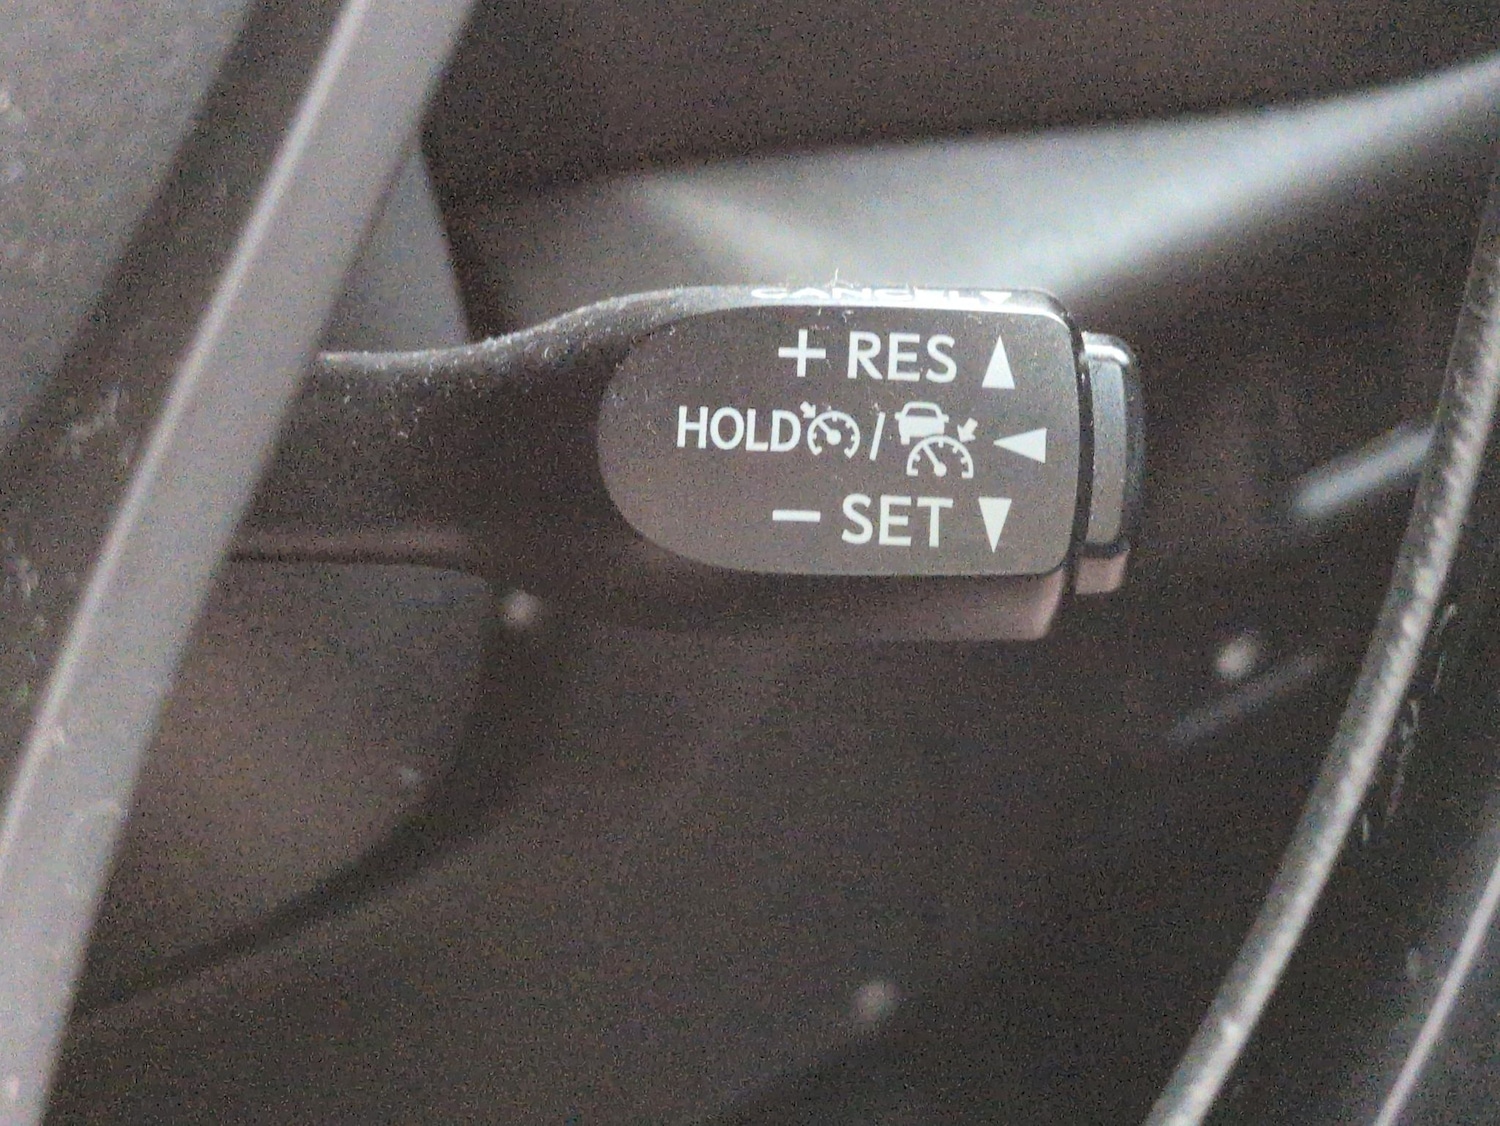 CANCEL
+ RES
HOLD /
− SET